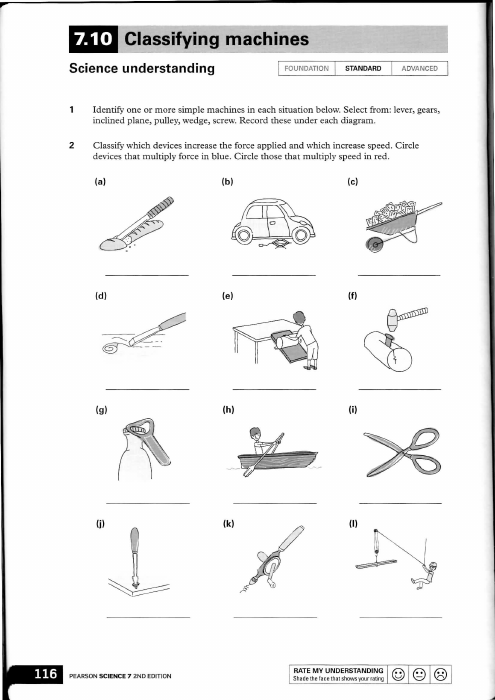 7.10 Classifying machines
Science understanding
FOUNDATION STANDARD ADVANCED
1 Identify one or more simple machines in each situation below. Select from: lever, gears,
inclined plane, pulley, wedge, screw. Record these under each diagram.
2 Classify which devices increase the force applied and which increase speed. Circle
devices that multiply force in blue. Circle those that multiply speed in red.
(a) (b) (c)
(d) (e) (f)
(g) (h) (i)
(j) (k) (l)
116 PEARSON SCIENCE 7 2ND EDITION
RATE MY UNDERSTANDING
Shade the face that shows your rating